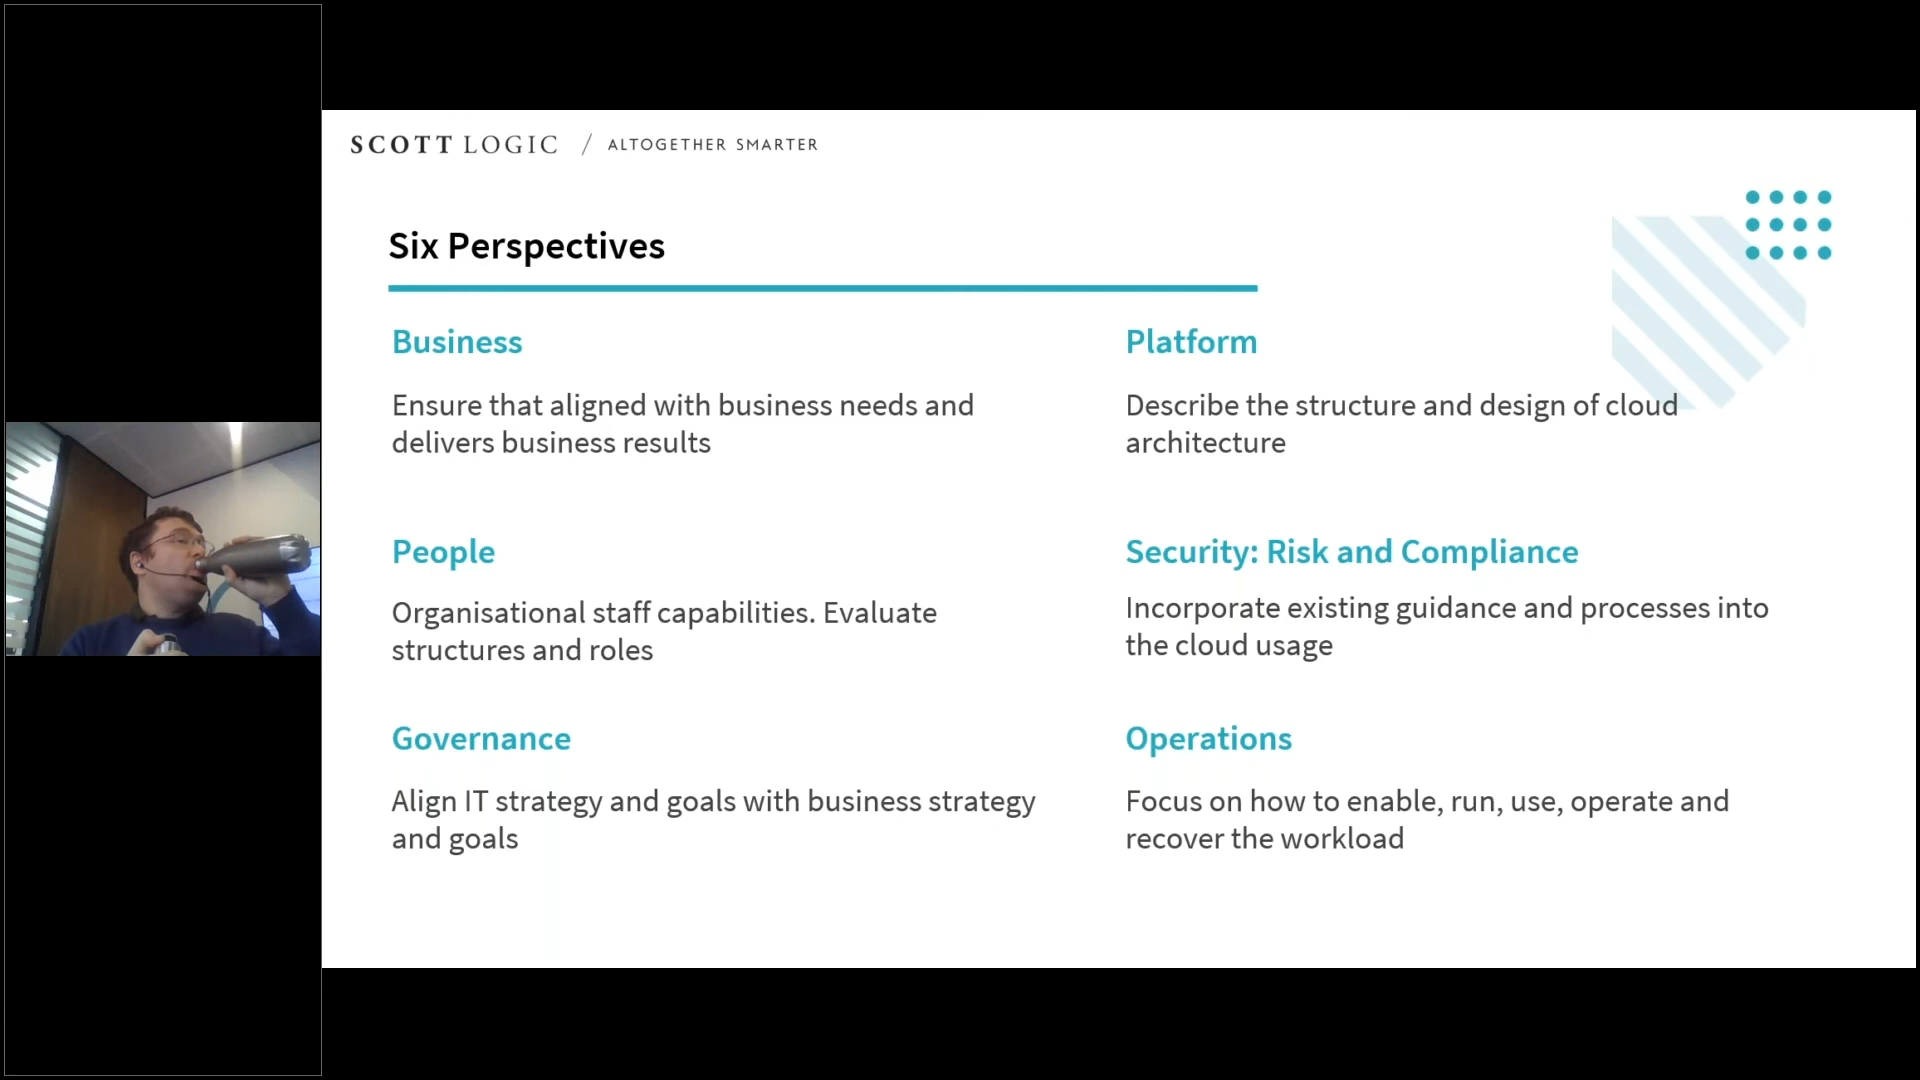 SCOTT LOGIC / ALTOGETHER SMARTER
Six Perspectives
Business
Ensure that aligned with business needs and
delivers business results
People
Organisational staff capabilities. Evaluate
structures and roles
Governance
Align IT strategy and goals with business strategy
and goals
Platform
Describe the structure and design of cloud
architecture
Security: Risk and Compliance
Incorporate existing guidance and processes into
the cloud usage
Operations
Focus on how to enable, run, use, operate and
recover the workload